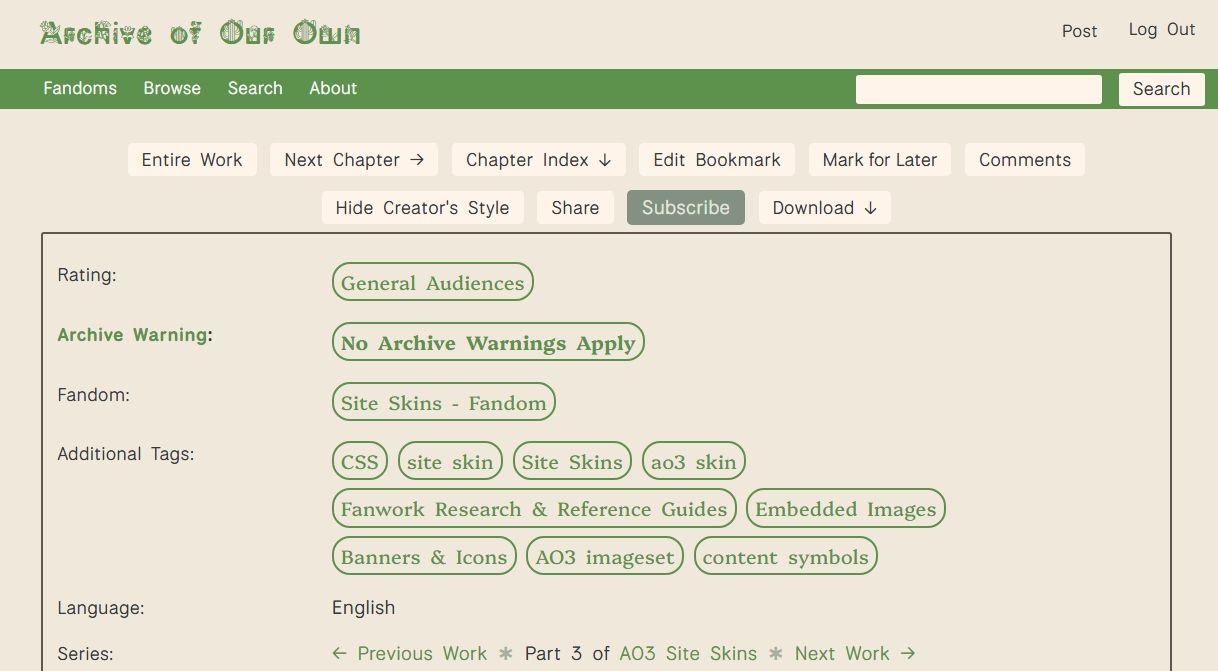 Archive of Our Own
Post Log Out
Fandoms Browse Search About Search
Entire Work Next Chapter → Chapter Index ↓ Edit Bookmark Mark for Later Comments
Hide Creator's Style Share Subscribe Download ↓
Rating: General Audiences
Archive Warning: No Archive Warnings Apply
Fandom: Site Skins - Fandom
Additional Tags: CSS site skin Site Skins ao3 skin
Fanwork Research & Reference Guides Embedded Images
Banners & Icons AO3 imageset content symbols
Language: English
Series: ← Previous Work ✱ Part 3 of AO3 Site Skins ✱ Next Work →